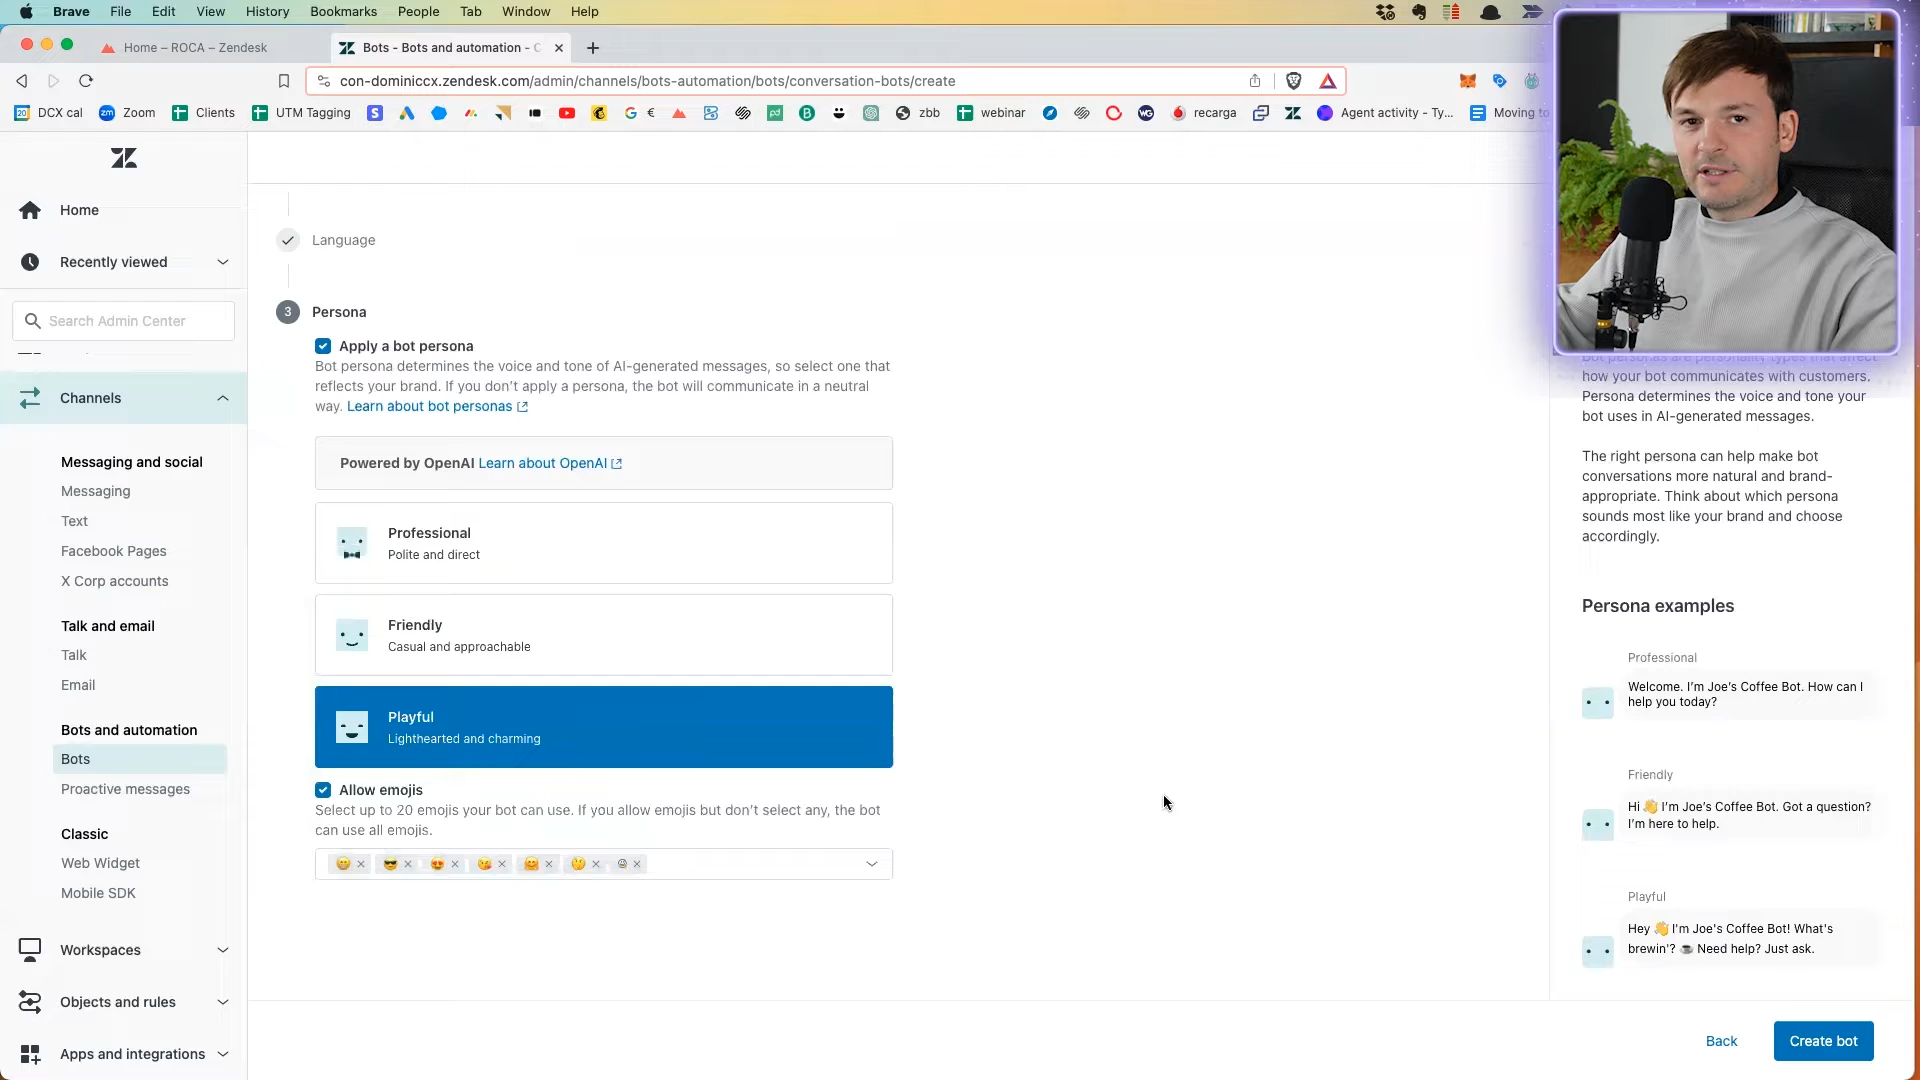 Brave File Edit View History Bookmarks People Tab Window Help
Home – ROCA – Zendesk
Bots - Bots and automation - C
con-dominiccx.zendesk.com/admin/channels/bots-automation/bots/conversation-bots/create
DCX cal Zoom Clients UTM Tagging € zbb webinar recarga Agent activity - Ty... Moving to
Home
Recently viewed
Search Admin Center
Channels
Messaging and social
Messaging
Text
Facebook Pages
X Corp accounts
Talk and email
Talk
Email
Bots and automation
Bots
Proactive messages
Classic
Web Widget
Mobile SDK
Workspaces
Objects and rules
Apps and integrations
Language
3 Persona
Apply a bot persona
Bot persona determines the voice and tone of AI-generated messages, so select one that
reflects your brand. If you don't apply a persona, the bot will communicate in a neutral
way. Learn about bot personas
Powered by OpenAI Learn about OpenAI
Professional
Polite and direct
Friendly
Casual and approachable
Playful
Lighthearted and charming
Allow emojis
Select up to 20 emojis your bot can use. If you allow emojis but don't select any, the bot
can use all emojis.
Bot personas are personality types that affect
how your bot communicates with customers.
Persona determines the voice and tone your
bot uses in AI-generated messages.
The right persona can help make bot
conversations more natural and brand-
appropriate. Think about which persona
sounds most like your brand and choose
accordingly.
Persona examples
Professional
Welcome. I'm Joe's Coffee Bot. How can I
help you today?
Friendly
Hi 👋 I'm Joe's Coffee Bot. Got a question?
I'm here to help.
Playful
Hey 👋 I'm Joe's Coffee Bot! What's
brewin'? ☕ Need help? Just ask.
Back
Create bot